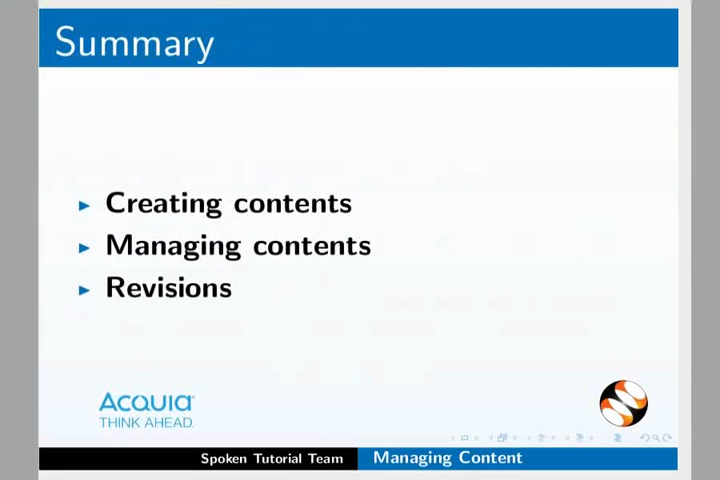 Summary
Creating contents
Managing contents
Revisions
Acquia
THINK AHEAD.
Spoken Tutorial Team Managing Content